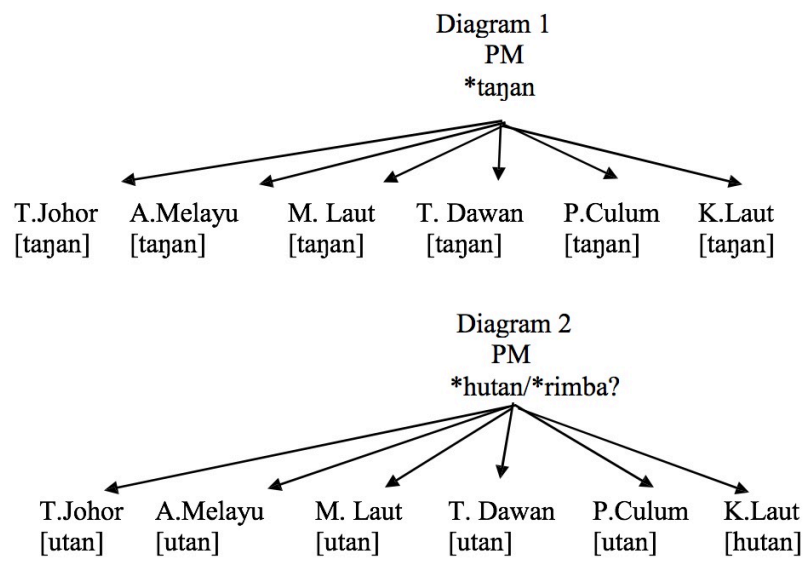 Diagram 1
PM
*taŋan
T.Johor A.Melayu M. Laut T. Dawan P.Culum K.Laut
[taŋan] [taŋan] [taŋan] [taŋan] [taŋan] [taŋan]
Diagram 2
PM
*hutan/*rimba?
T.Johor A.Melayu M. Laut T. Dawan P.Culum K.Laut
[utan] [utan] [utan] [utan] [utan] [hutan]